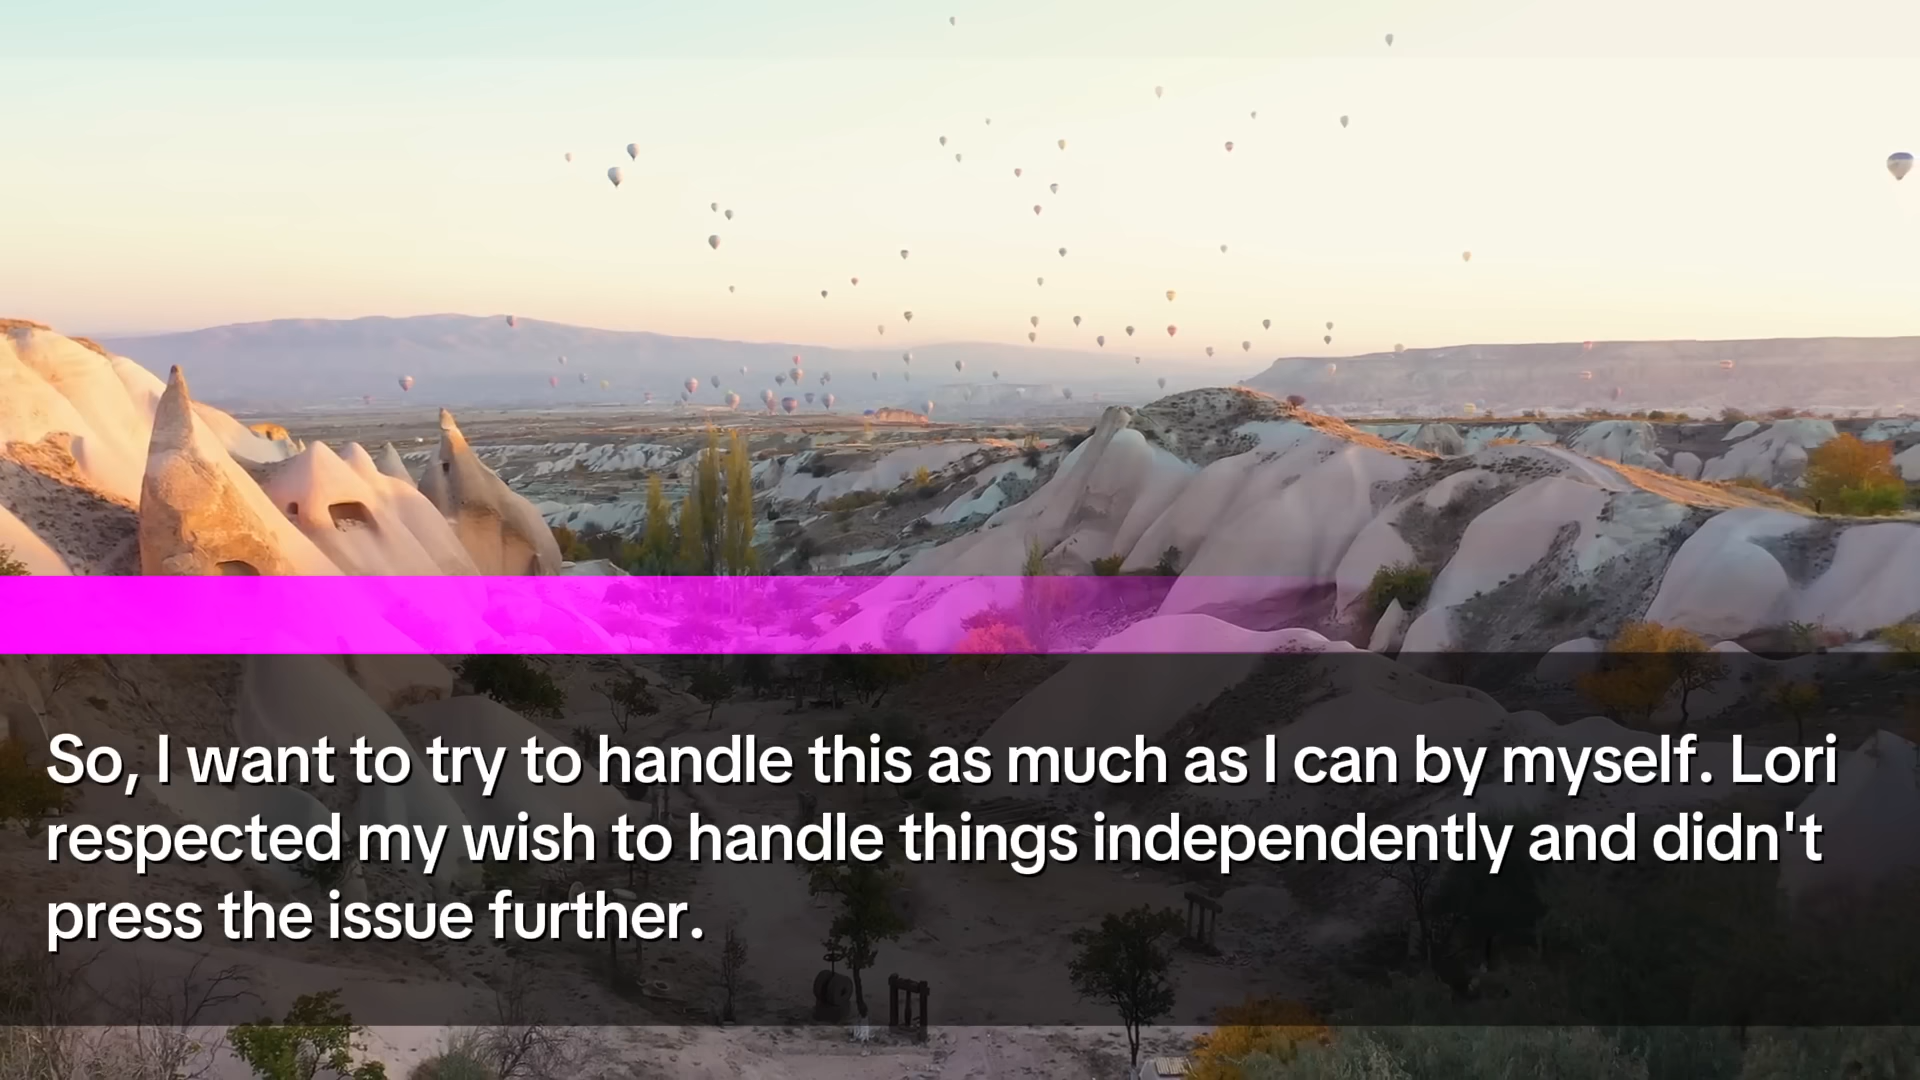 So, I want to try to handle this as much as I can by myself. Lori
respected my wish to handle things independently and didn't
press the issue further.